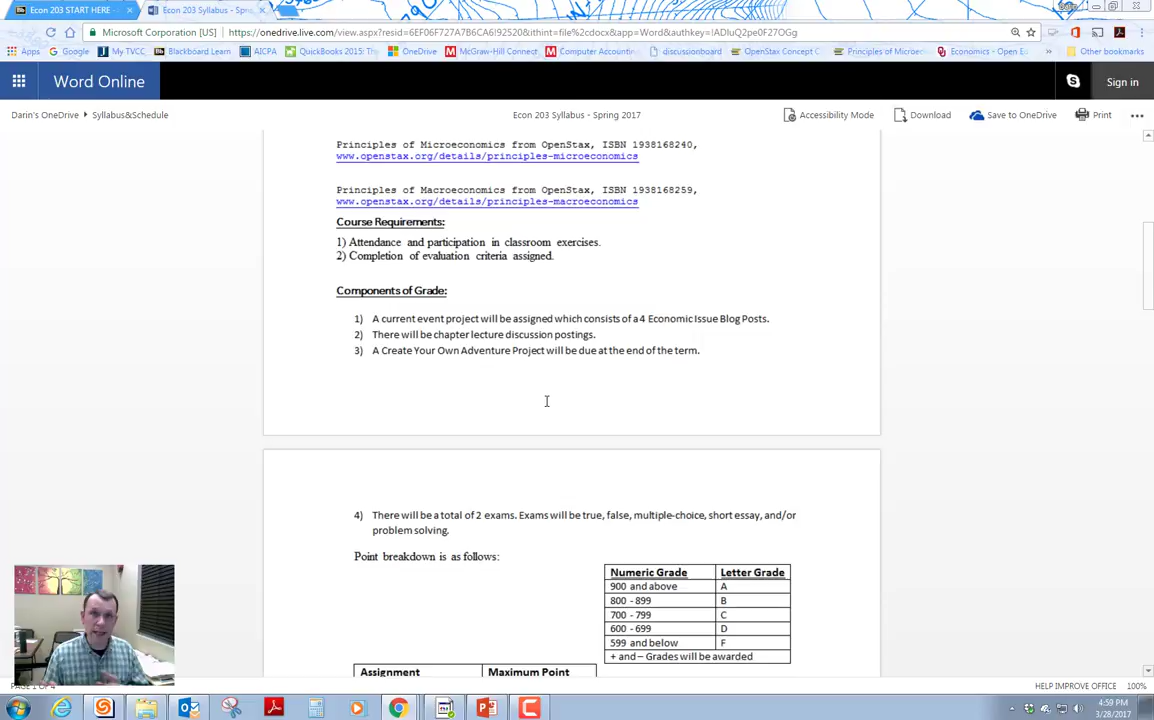 Econ 203 START HERE -
Econ 203 Syllabus - Spr
Microsoft Corporation [US]
https://onedrive.live.com/view.aspx?resid=6EF06F727A7B6CA6!92520&ithint=file%2cdocx&app=Word&authkey=!ADIuQ2pe0F27OGg
Apps
Google
My TVCC
Blackboard Learn
AICPA
QuickBooks 2015: Th
OneDrive
McGraw-Hill Connect
Computer Accountin
discussionboard
OpenStax Concept C
Principles of Microec
Economics - Open Ed
»
Other bookmarks
Word Online
Sign in
Darin's OneDrive
Syllabus&Schedule
Econ 203 Syllabus - Spring 2017
Accessibility Mode
Download
Save to OneDrive
Print
Principles of Microeconomics from OpenStax, ISBN 1938168240,
www.openstax.org/details/principles-microeconomics
Principles of Macroeconomics from OpenStax, ISBN 1938168259,
www.openstax.org/details/principles-macroeconomics
Course Requirements:
1) Attendance and participation in classroom exercises.
2) Completion of evaluation criteria assigned.
Components of Grade:
1) A current event project will be assigned which consists of a 4 Economic Issue Blog Posts.
2) There will be chapter lecture discussion postings.
3) A Create Your Own Adventure Project will be due at the end of the term.
4) There will be a total of 2 exams. Exams will be true, false, multiple-choice, short essay, and/or
problem solving.
Point breakdown is as follows:
Numeric Grade Letter Grade
900 and above A
800 - 899 B
700 - 799 C
600 - 699 D
599 and below F
+ and – Grades will be awarded
Assignment Maximum Point
PAGE 1 OF 4
HELP IMPROVE OFFICE
100%
4:59 PM
3/28/2017